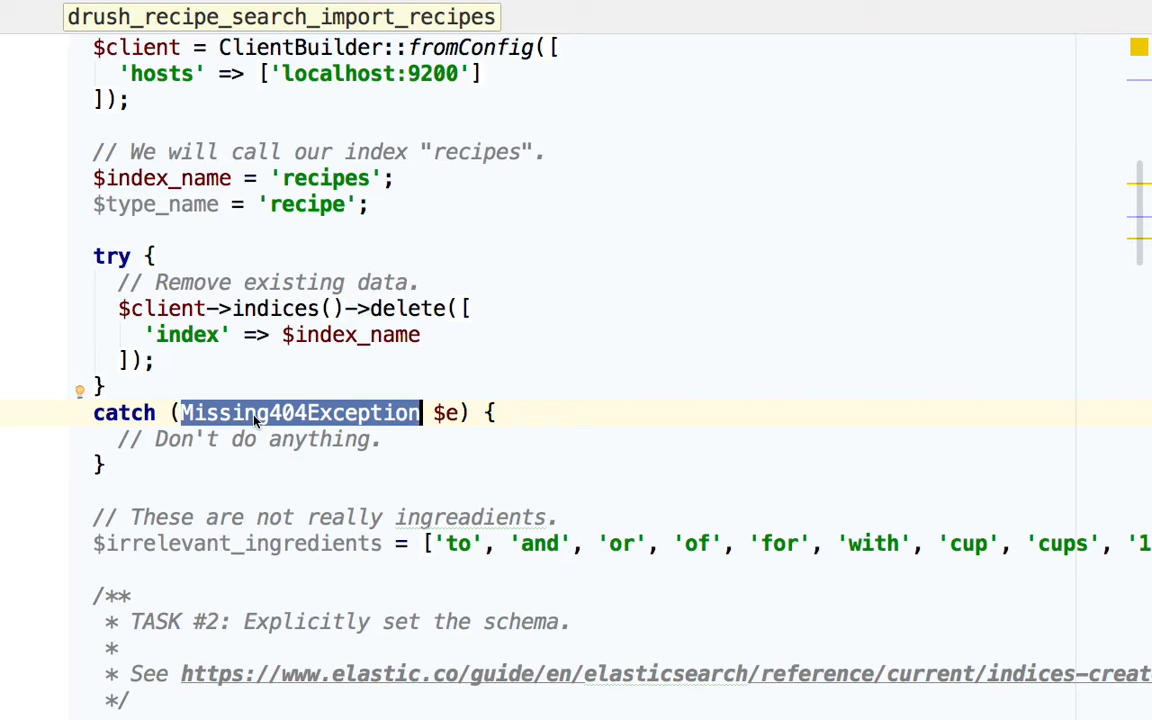 drush_recipe_search_import_recipes
$client = ClientBuilder::fromConfig([
'hosts' => ['localhost:9200']
]);
// We will call our index "recipes".
$index_name = 'recipes';
$type_name = 'recipe';
try {
// Remove existing data.
$client->indices()->delete([
'index' => $index_name
]);
}
catch (Missing404Exception $e) {
// Don't do anything.
}
// These are not really ingreadients.
$irrelevant_ingredients = ['to', 'and', 'or', 'of', 'for', 'with', 'cup', 'cups', '1
/**
* TASK #2: Explicitly set the schema.
*
* See https://www.elastic.co/guide/en/elasticsearch/reference/current/indices-creat
*/